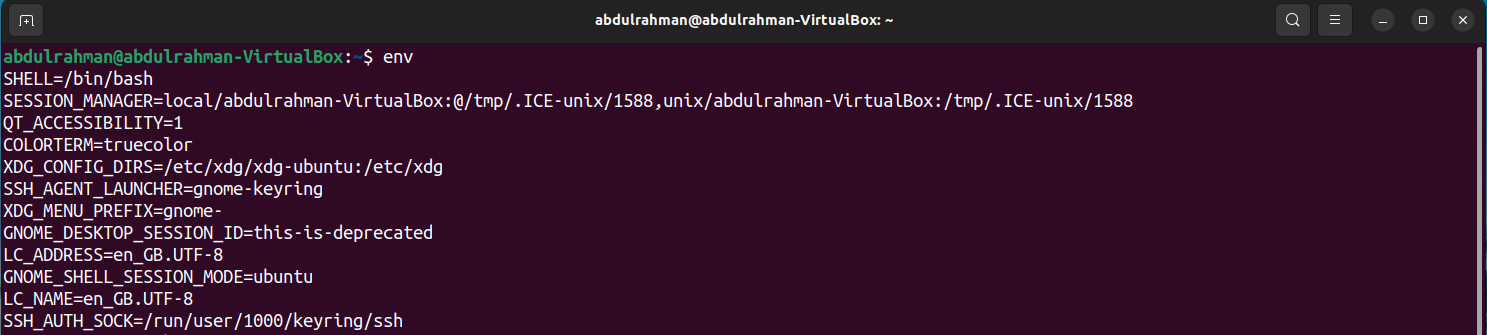 abdulrahman@abdulrahman-VirtualBox: ~
abdulrahman@abdulrahman-VirtualBox:~$ env
SHELL=/bin/bash
SESSION_MANAGER=local/abdulrahman-VirtualBox:@/tmp/.ICE-unix/1588,unix/abdulrahman-VirtualBox:/tmp/.ICE-unix/1588
QT_ACCESSIBILITY=1
COLORTERM=truecolor
XDG_CONFIG_DIRS=/etc/xdg/xdg-ubuntu:/etc/xdg
SSH_AGENT_LAUNCHER=gnome-keyring
XDG_MENU_PREFIX=gnome-
GNOME_DESKTOP_SESSION_ID=this-is-deprecated
LC_ADDRESS=en_GB.UTF-8
GNOME_SHELL_SESSION_MODE=ubuntu
LC_NAME=en_GB.UTF-8
SSH_AUTH_SOCK=/run/user/1000/keyring/ssh